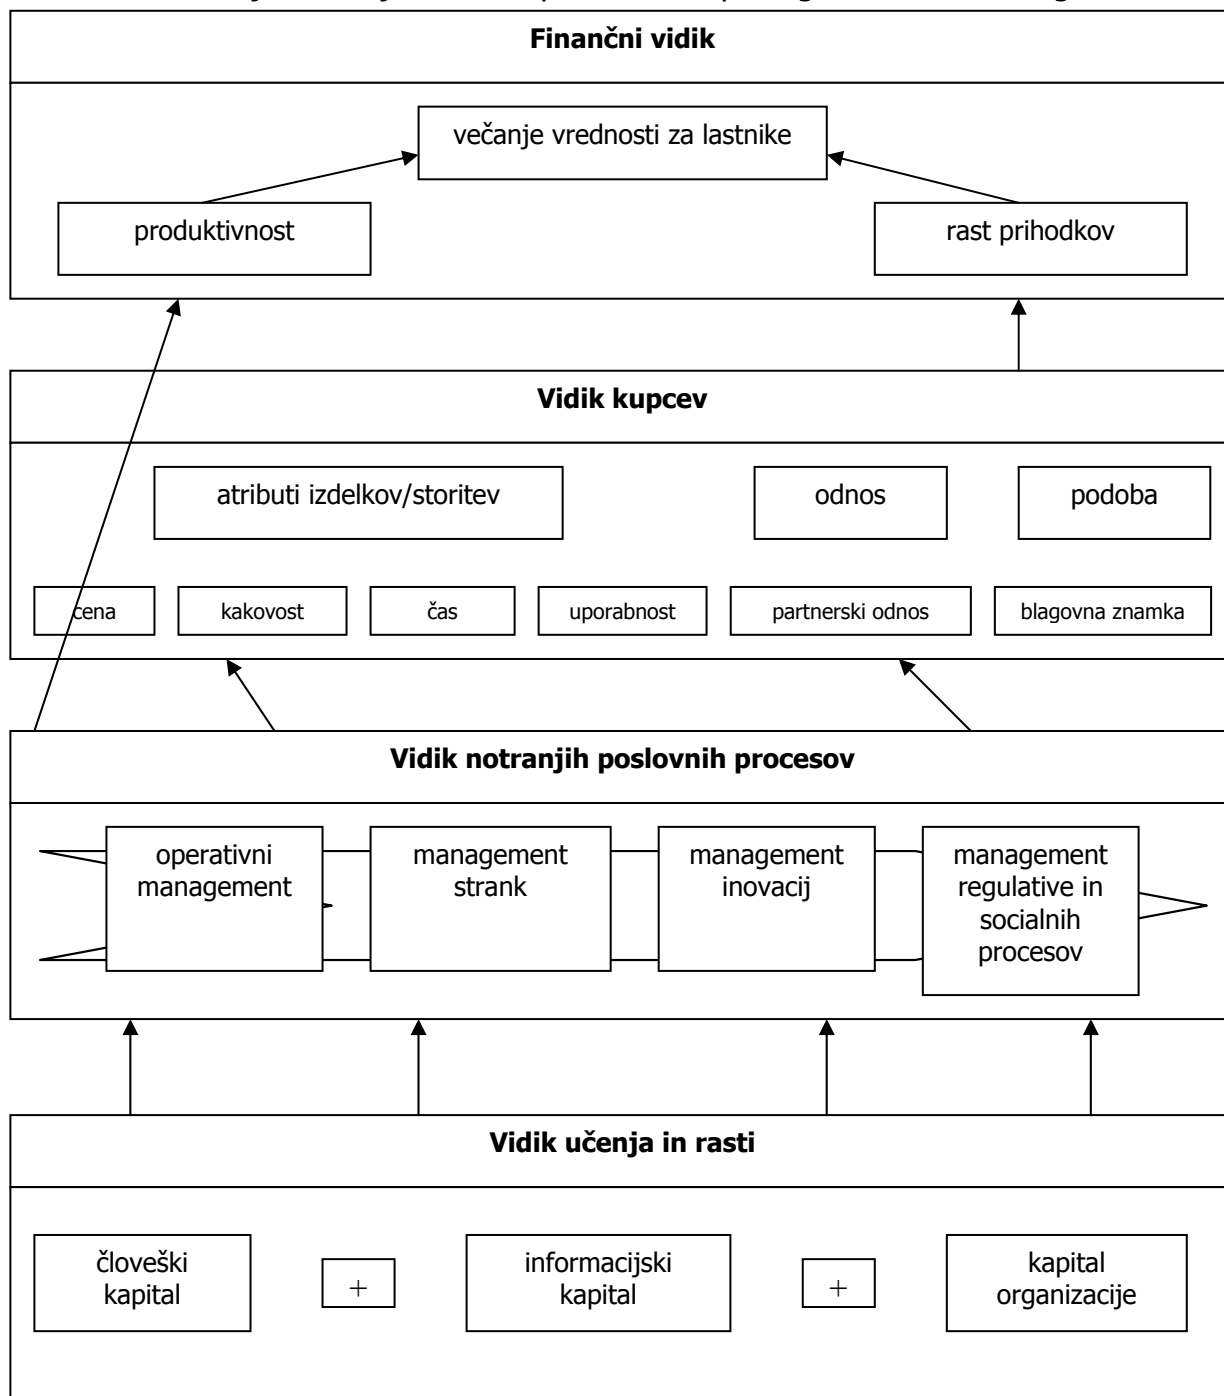 Finančni vidik
večanje vrednosti za lastnike
produktivnost
rast prihodkov
Vidik kupcev
atributi izdelkov/storitev
odnos
podoba
cena
kakovost
čas
uporabnost
partnerski odnos
blagovna znamka
Vidik notranjih poslovnih procesov
operativni
management
management
strank
management
inovacij
management
regulative in
socialnih
procesov
Vidik učenja in rasti
človeški
kapital
+
informacijski
kapital
+
kapital
organizacije